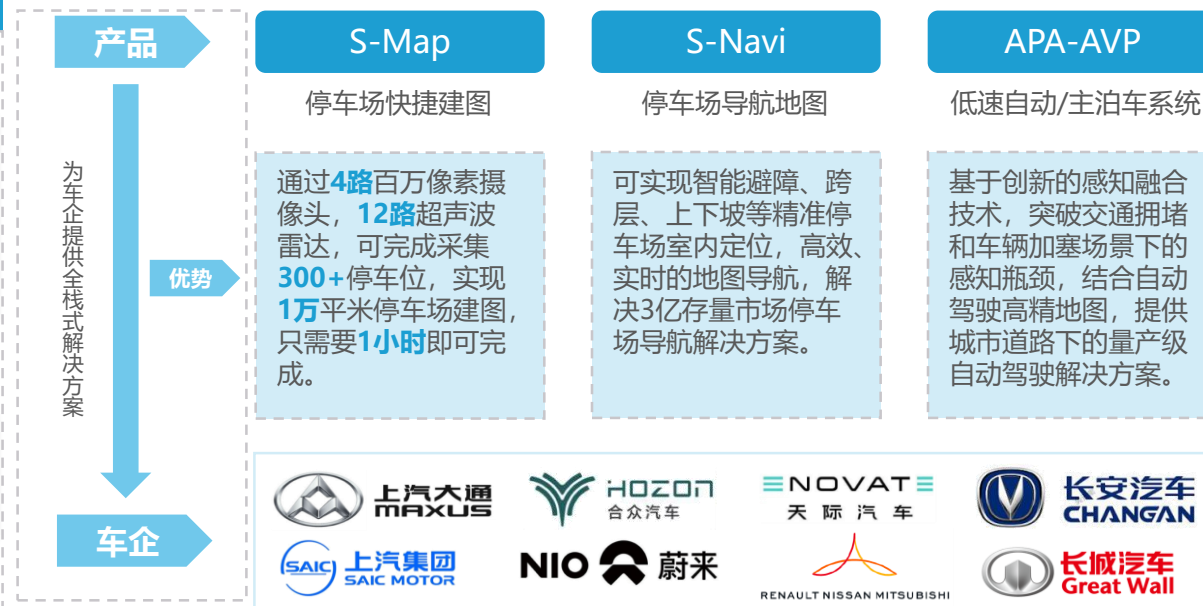 产品
为车企提供全栈式解决方案
优势
车企
S-Map
停车场快捷建图
通过4路百万像素摄
像头，12路超声波
雷达，可完成采集
300+停车位，实现
1万平米停车场建图，
只需要1小时即可完
成。
S-Navi
停车场导航地图
可实现智能避障、跨
层、上下坡等精准停
车场室内定位，高效、
实时的地图导航，解
决3亿存量市场停车
场导航解决方案。
APA-AVP
低速自动/主泊车系统
基于创新的感知融合
技术，突破交通拥堵
和车辆加塞场景下的
感知瓶颈，结合自动
驾驶高精地图，提供
城市道路下的量产级
自动驾驶解决方案。
上汽大通
MAXUS
HOZON
合众汽车
ENOVATE
天际汽车
长安汽车
CHANGAN
SAIC
上汽集团
SAIC MOTOR
NIO 蔚来
RENAULT NISSAN MITSUBISHI
长城汽车
Great Wall